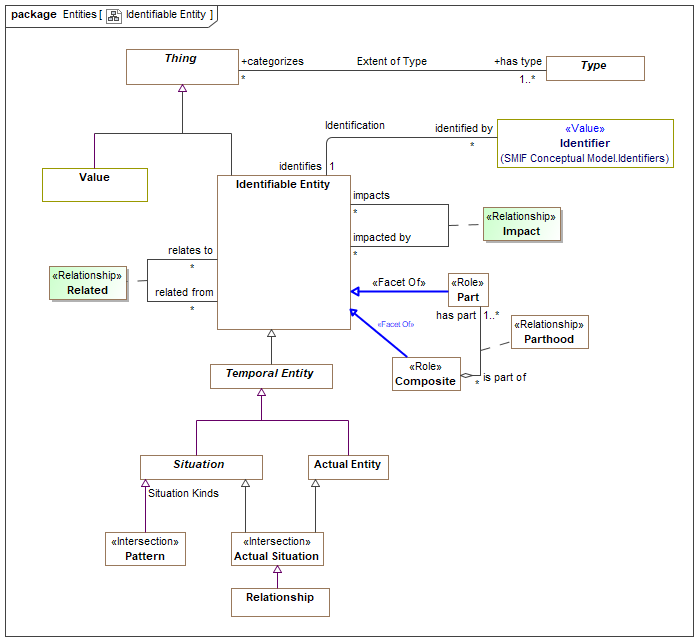 package Entities [ Identifiable Entity ]
Thing
+categorizes
Extent of Type
+has type
*
1..*
Type
Identification
identified by
*
«Value»
Identifier
(SMIF Conceptual Model.Identifiers)
Value
identifies
1
Identifiable Entity
impacts
*
impacted by
*
«Relationship»
Impact
relates to
*
related from
*
«Relationship»
Related
«Facet Of»
«Role»
Part
has part
1..*
«Facet Of»
«Relationship»
Parthood
«Role»
Composite
*
is part of
Temporal Entity
Situation
Actual Entity
Situation Kinds
«Intersection»
Pattern
«Intersection»
Actual Situation
Relationship